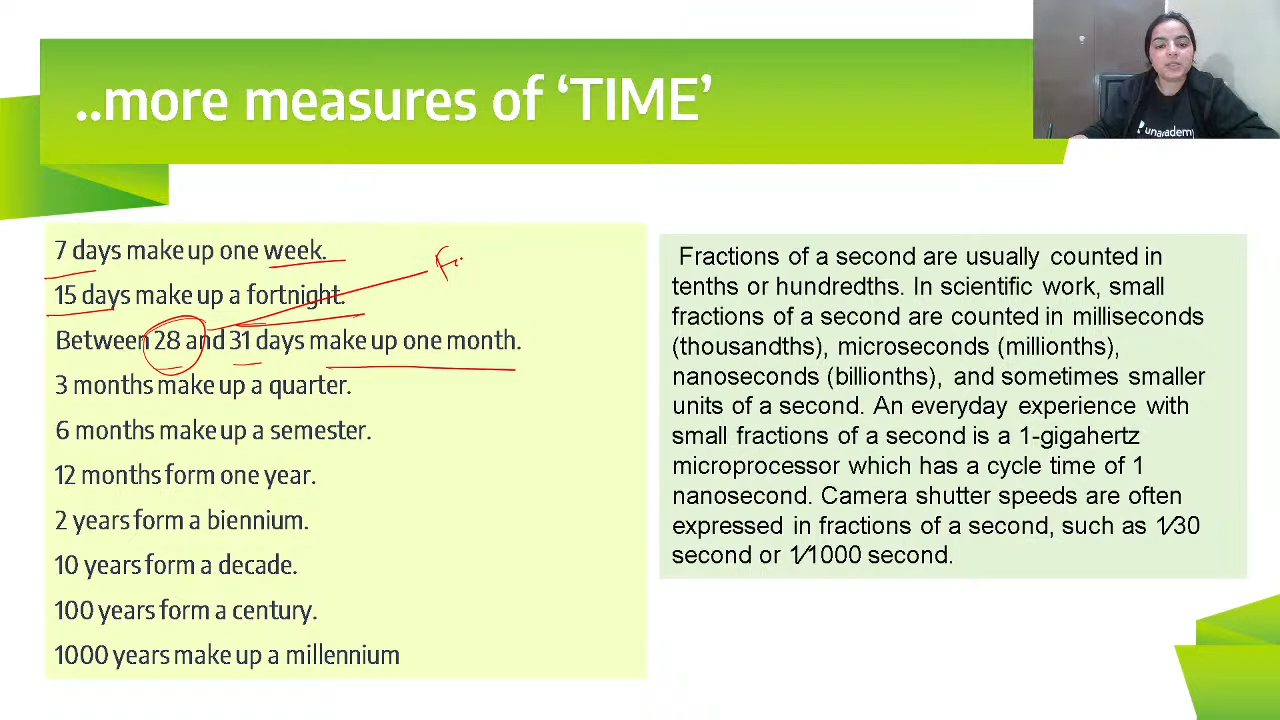 ..more measures of ‘TIME’
unacademy
7 days make up one week.
15 days make up a fortnight.
Between 28 and 31 days make up one month.
3 months make up a quarter.
6 months make up a semester.
12 months form one year.
2 years form a biennium.
10 years form a decade.
100 years form a century.
1000 years make up a millennium
Fractions of a second are usually counted in
tenths or hundredths. In scientific work, small
fractions of a second are counted in milliseconds
(thousandths), microseconds (millionths),
nanoseconds (billionths), and sometimes smaller
units of a second. An everyday experience with
small fractions of a second is a 1-gigahertz
microprocessor which has a cycle time of 1
nanosecond. Camera shutter speeds are often
expressed in fractions of a second, such as 1⁄30
second or 1⁄1000 second.